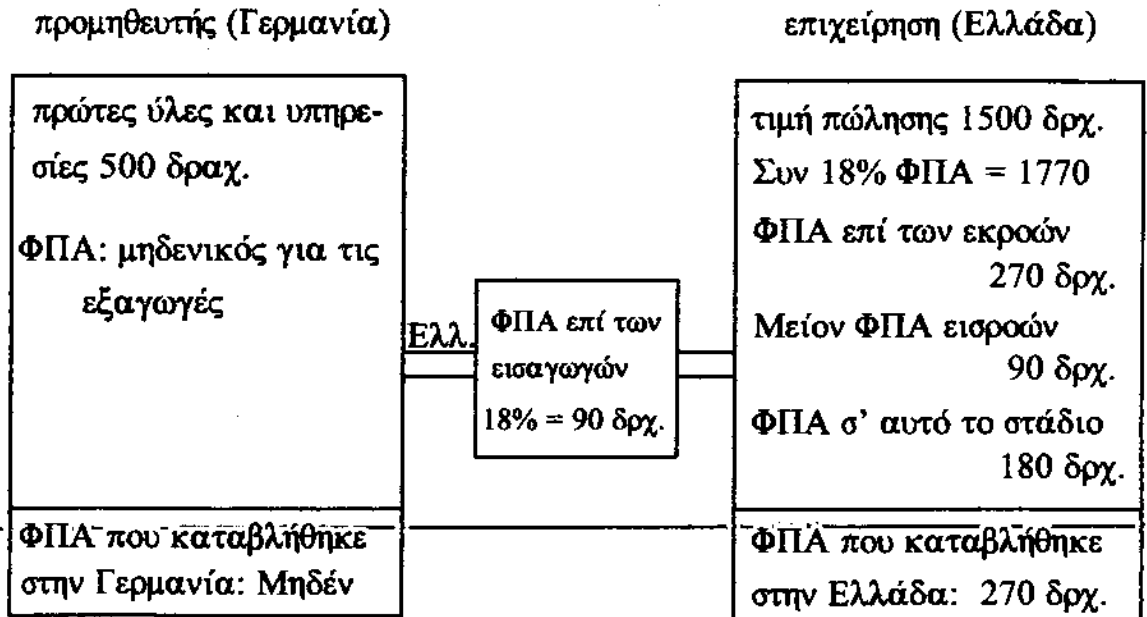 προμηθευτής (Γερμανία)
πρώτες ύλες και υπηρε-
σίες 500 δραχ.
ΦΠΑ: μηδενικός για τις
εξαγωγές
ΦΠΑ που καταβλήθηκε
στην Γερμανία: Μηδέν
Ελλ.
ΦΠΑ επί των
εισαγωγών
18% = 90 δρχ.
επιχείρηση (Ελλάδα)
τιμή πώλησης 1500 δρχ.
Συν 18% ΦΠΑ = 1770
ΦΠΑ επί των εκροών
270 δρχ.
Μείον ΦΠΑ εισροών
90 δρχ.
ΦΠΑ σ' αυτό το στάδιο
180 δρχ.
ΦΠΑ που καταβλήθηκε
στην Ελλάδα: 270 δρχ.